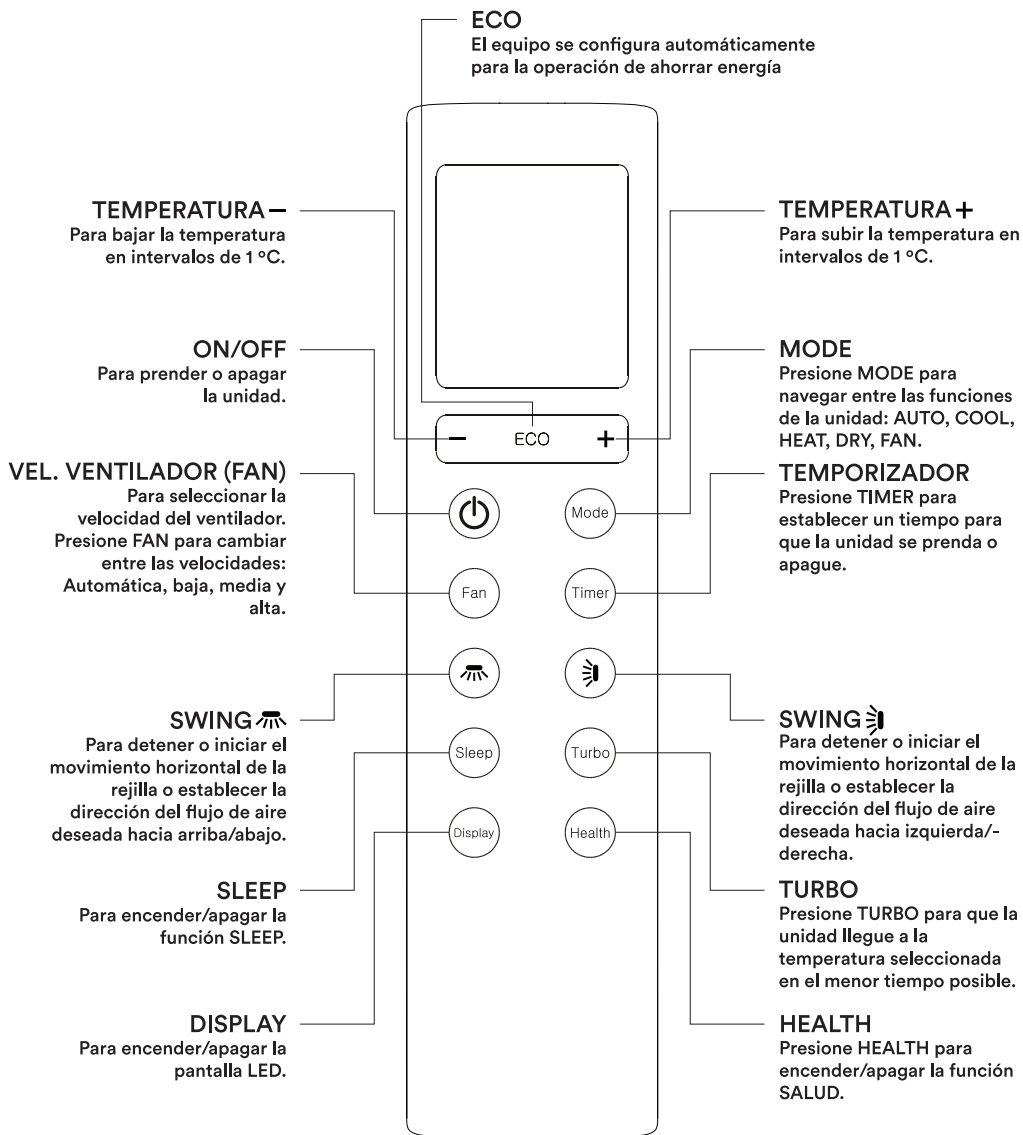 ECO
El equipo se configura automáticamente
para la operación de ahorrar energía
TEMPERATURA −
Para bajar la temperatura
en intervalos de 1 ºC.
ON/OFF
Para prender o apagar
la unidad.
VEL. VENTILADOR (FAN)
Para seleccionar la
velocidad del ventilador.
Presione FAN para cambiar
entre las velocidades:
Automática, baja, media y
alta.
SWING
Para detener o iniciar el
movimiento horizontal de la
rejilla o establecer la
dirección del flujo de aire
deseada hacia arriba/abajo.
SLEEP
Para encender/apagar la
función SLEEP.
DISPLAY
Para encender/apagar la
pantalla LED.
− ECO +
Mode
Fan
Timer
Sleep
Turbo
Display
Health
TEMPERATURA +
Para subir la temperatura en
intervalos de 1 ºC.
MODE
Presione MODE para
navegar entre las funciones
de la unidad: AUTO, COOL,
HEAT, DRY, FAN.
TEMPORIZADOR
Presione TIMER para
establecer un tiempo para
que la unidad se prenda o
apague.
SWING
Para detener o iniciar el
movimiento horizontal de la
rejilla o establecer la
dirección del flujo de aire
deseada hacia izquierda/-
derecha.
TURBO
Presione TURBO para que la
unidad llegue a la
temperatura seleccionada
en el menor tiempo posible.
HEALTH
Presione HEALTH para
encender/apagar la función
SALUD.